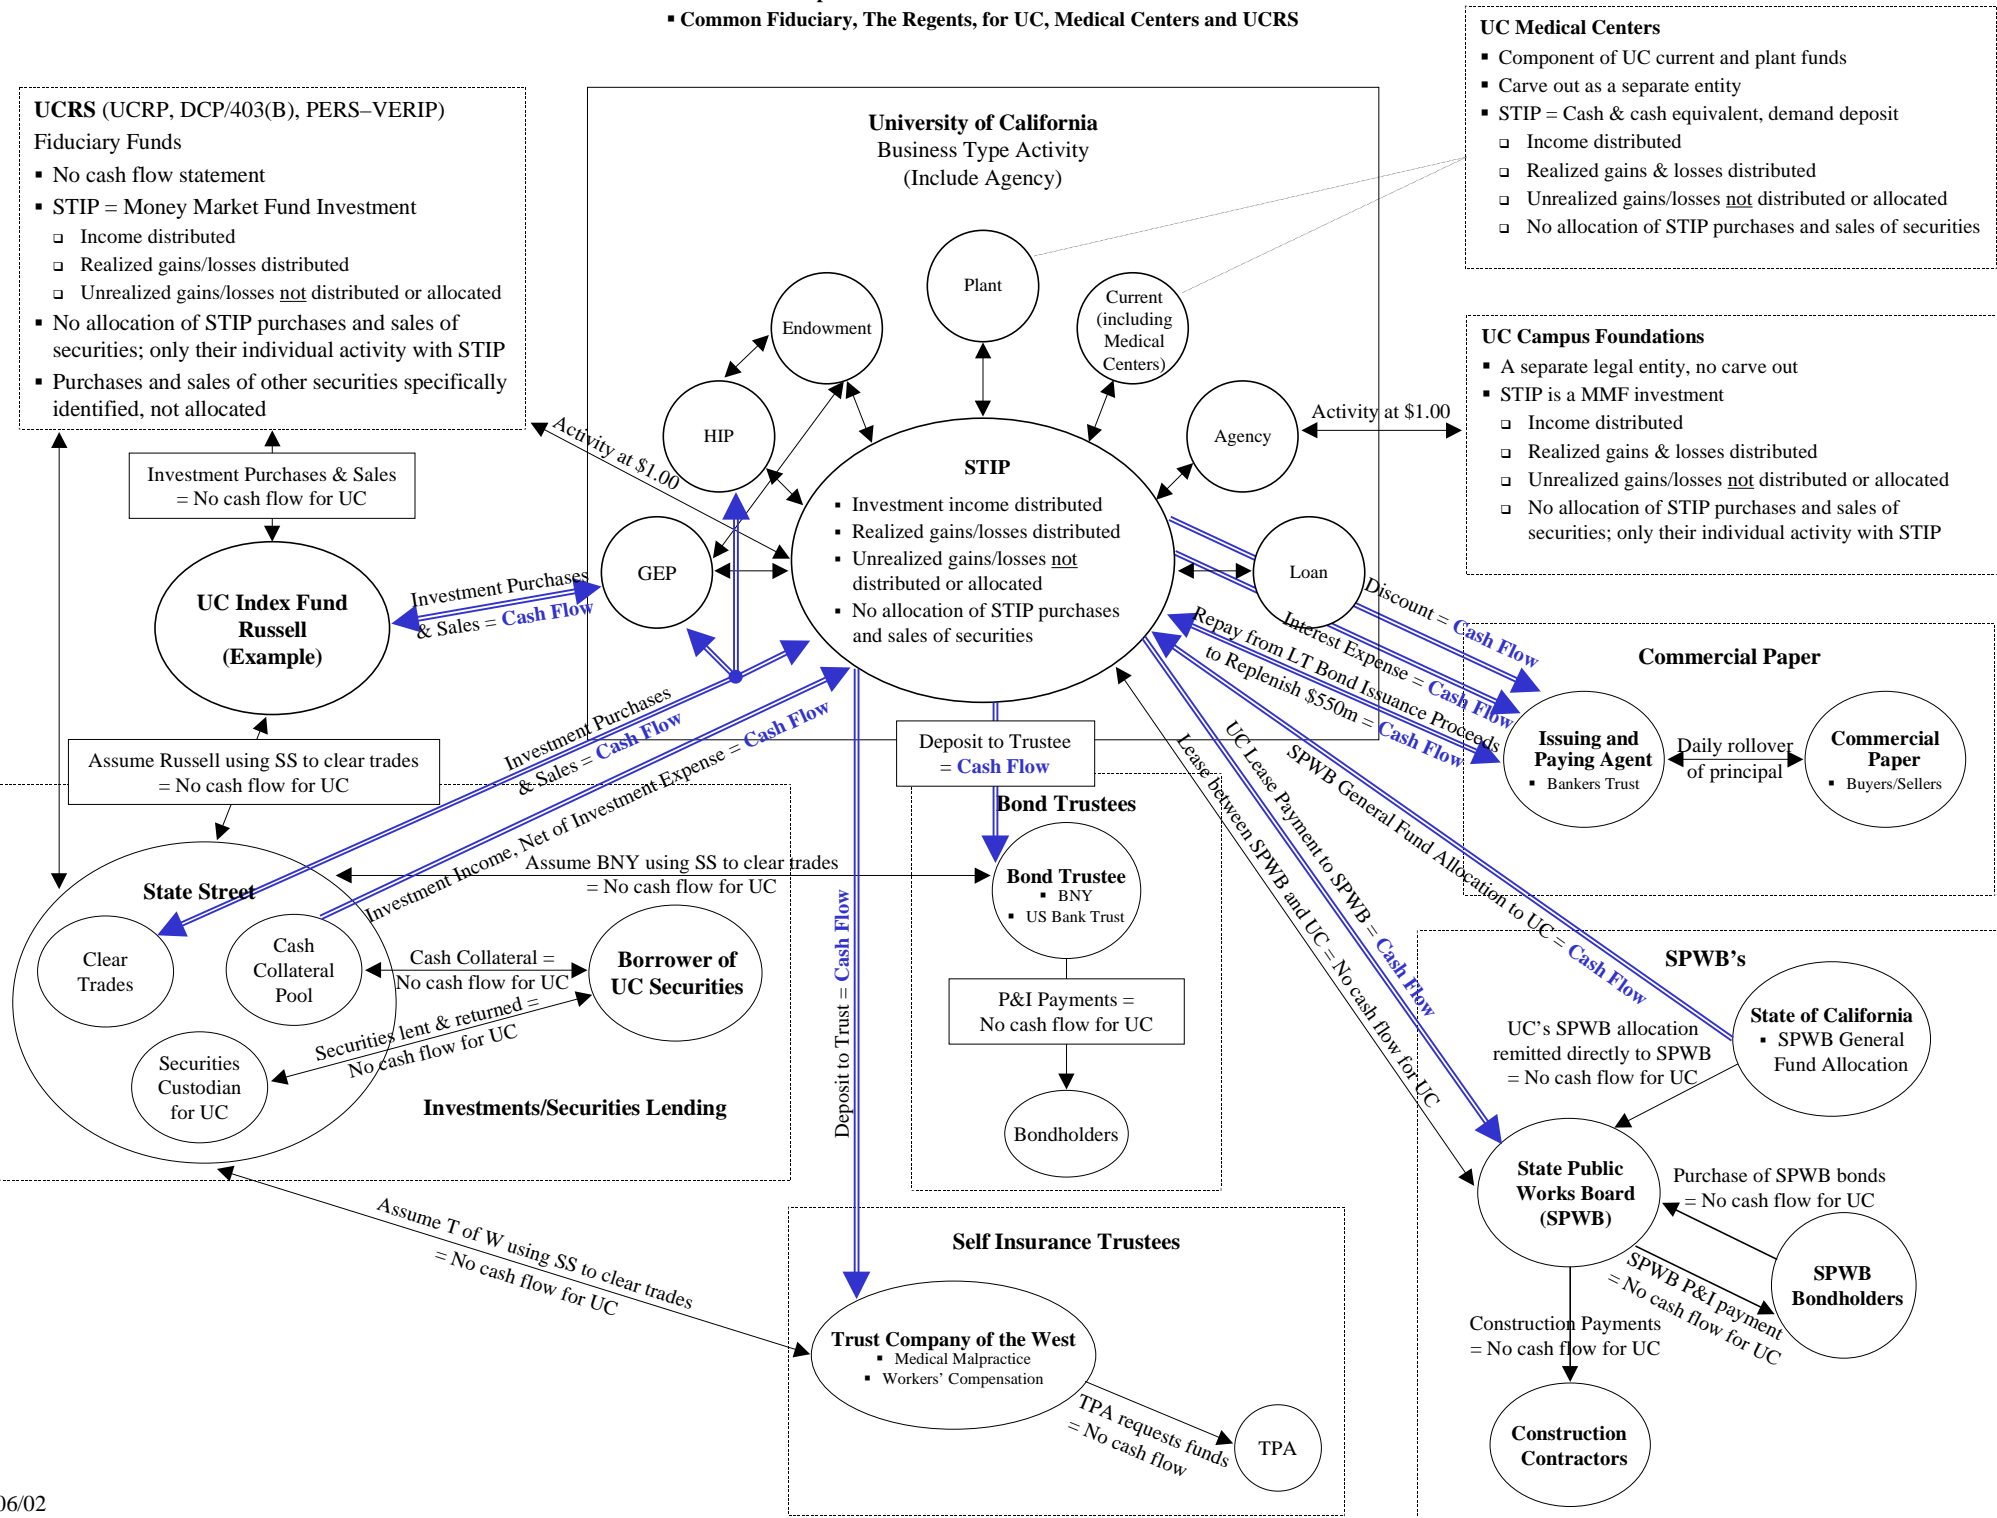 ▪ Common Fiduciary, The Regents, for UC, Medical Centers and UCRS
UCRS (UCRP, DCP/403(B), PERS–VERIP)
Fiduciary Funds
▪ No cash flow statement
▪ STIP = Money Market Fund Investment
❑ Income distributed
❑ Realized gains/losses distributed
❑ Unrealized gains/losses not distributed or allocated
▪ No allocation of STIP purchases and sales of
securities; only their individual activity with STIP
▪ Purchases and sales of other securities specifically
identified, not allocated
University of California
Business Type Activity
(Include Agency)
UC Medical Centers
▪ Component of UC current and plant funds
▪ Carve out as a separate entity
▪ STIP = Cash & cash equivalent, demand deposit
❑ Income distributed
❑ Realized gains & losses distributed
❑ Unrealized gains/losses not distributed or allocated
❑ No allocation of STIP purchases and sales of securities
UC Campus Foundations
▪ A separate legal entity, no carve out
▪ STIP is a MMF investment
❑ Income distributed
❑ Realized gains & losses distributed
❑ Unrealized gains/losses not distributed or allocated
❑ No allocation of STIP purchases and sales of
securities; only their individual activity with STIP
Plant
Endowment
Current
(including
Medical
Centers)
HIP
Agency
Activity at $1.00
Activity at $1.00
GEP
Loan
STIP
▪ Investment income distributed
▪ Realized gains/losses distributed
▪ Unrealized gains/losses not
distributed or allocated
▪ No allocation of STIP purchases
and sales of securities
Investment Purchases & Sales
= No cash flow for UC
UC Index Fund
Russell
(Example)
Investment Purchases
& Sales = Cash Flow
Assume Russell using SS to clear trades
= No cash flow for UC
Investment Purchases
& Sales = Cash Flow
Investment Income, Net of Investment Expense = Cash Flow
Deposit to Trustee
= Cash Flow
Discount = Cash Flow
Interest Expense = Cash Flow
Repay from LT Bond Issuance Proceeds
to Replenish $550m = Cash Flow
SPWB General Fund Allocation to UC = Cash Flow
UC Lease Payment to SPWB = Cash Flow
Lease between SPWB and UC = No cash flow for UC
Commercial Paper
Issuing and
Paying Agent
▪ Bankers Trust
Daily rollover
of principal
Commercial
Paper
▪ Buyers/Sellers
State Street
Clear
Trades
Cash
Collateral
Pool
Securities
Custodian
for UC
Assume BNY using SS to clear trades
= No cash flow for UC
Cash Collateral =
No cash flow for UC
Securities lent & returned =
No cash flow for UC
Borrower of
UC Securities
Investments/Securities Lending
Bond Trustees
Bond Trustee
▪ BNY
▪ US Bank Trust
P&I Payments =
No cash flow for UC
Bondholders
Deposit to Trust = Cash Flow
Assume T of W using SS to clear trades
= No cash flow for UC
Self Insurance Trustees
Trust Company of the West
▪ Medical Malpractice
▪ Workers’ Compensation
TPA requests funds
= No cash flow
TPA
SPWB's
State of California
▪ SPWB General
Fund Allocation
UC’s SPWB allocation
remitted directly to SPWB
= No cash flow for UC
State Public
Works Board
(SPWB)
Purchase of SPWB bonds
= No cash flow for UC
SPWB P&I payment
= No cash flow for UC
SPWB
Bondholders
Construction Payments
= No cash flow for UC
Construction
Contractors
06/02